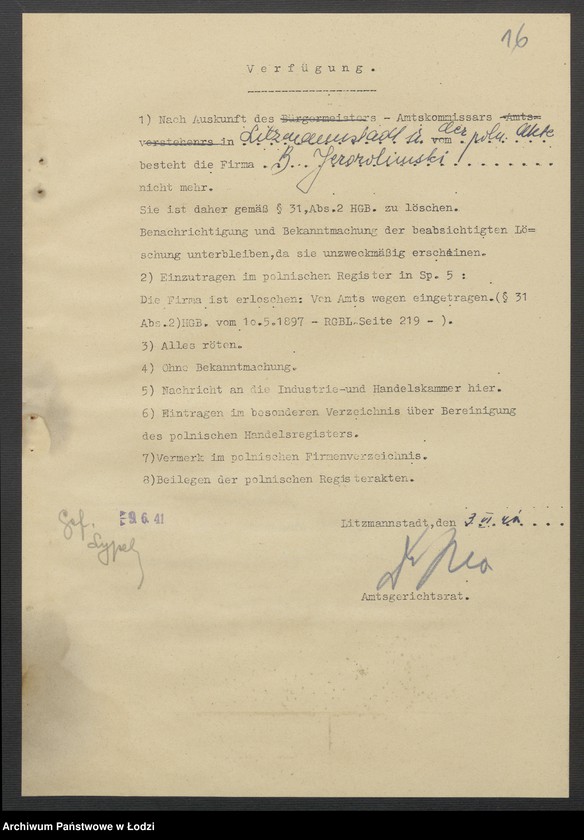 16
Verfügung.
1) Nach Auskunft des Bürgermeisters - Amtskommissars Amts=
verstehenrs in Litzmannstadt u. vom der poln. Akte
besteht die Firma . B. . Jerozolimski . . . . . . . .
nicht mehr.
Sie ist daher gemäß § 31,Abs.2 HGB. zu löschen.
Benachrichtigung und Bekanntmachung der beabsichtigten Lö=
schung unterbleiben,da sie unzweckmäßig erscheinen.
2) Einzutragen im polnischen Register in Sp. 5 :
Die Firma ist erloschen: Von Amts wegen eingetragen.(§ 31
Abs.2)HGB. vom 10.5.1897 - RGBL.Seite 219 - ).
3) Alles röten.
4) Ohne Bekanntmachung.
5) Nachricht an die Industrie-und Handelskammer hier.
6) Eintragen im besonderen Verzeichnis über Bereinigung
des polnischen Handelsregisters.
7)Vermerk im polnischen Firmenverzeichnis.
8)Beilegen der polnischen Registerakten.
Gef. 9. 6. 41
Litzmannstadt,den 3. VI. 41 . . . .
Amtsgerichtsrat.
Archiwum Państwowe w Łodzi